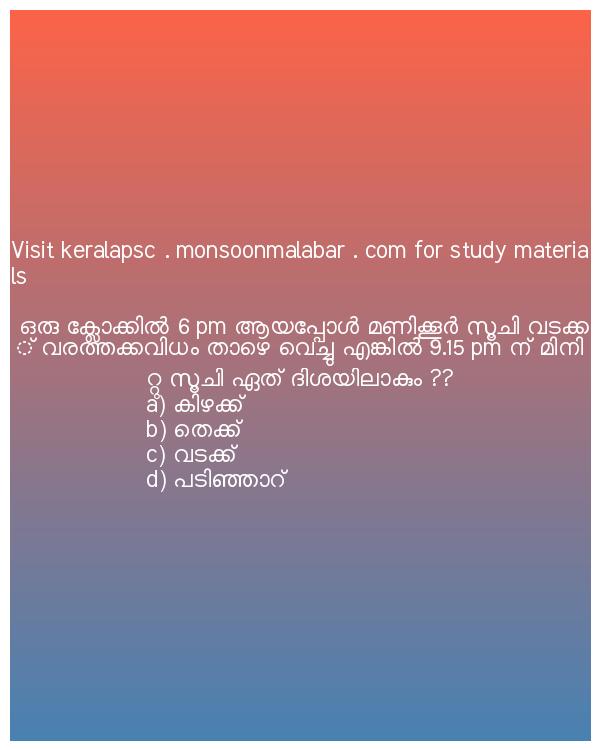 Visit keralapsc . monsoonmalabar . com for study materia
ls
ഒരു ക്ലോക്കിൽ 6 pm ആയപ്പോൾ മണിക്കൂർ സൂചി വടക്ക
് വരത്തക്കവിധം താഴെ വെച്ചു എങ്കിൽ 9.15 pm ന് മിനി
റ്റു സൂചി ഏത് ദിശയിലാകും ??
a) കിഴക്ക്
b) തെക്ക്
c) വടക്ക്
d) പടിഞ്ഞാറ്